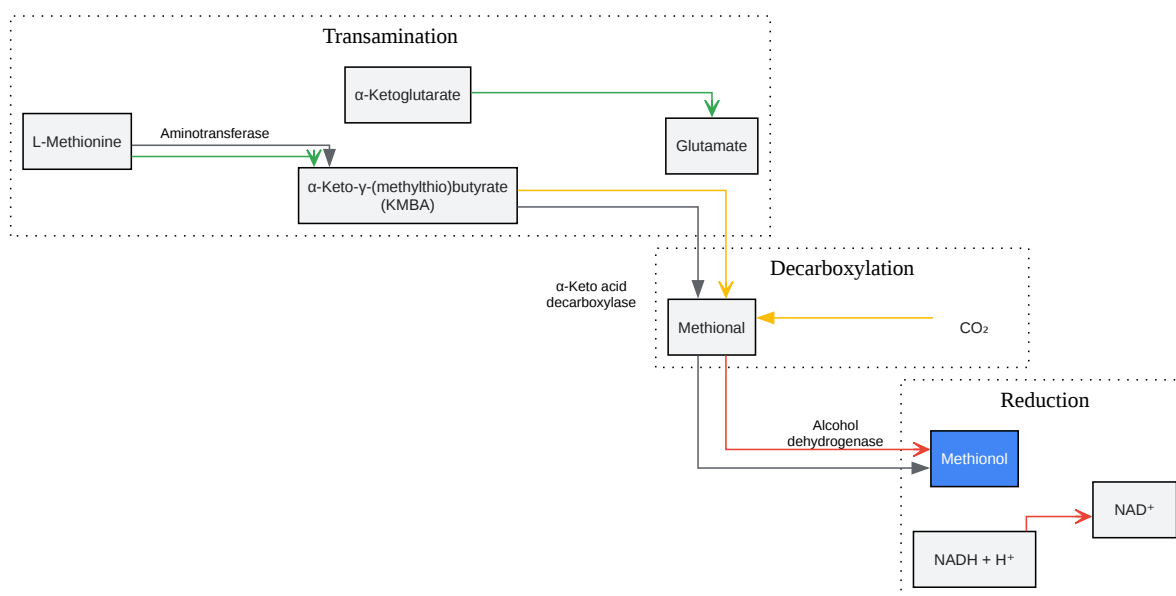 Transamination
α-Ketoglutarate
L-Methionine
Aminotransferase
Glutamate
α-Keto-γ-(methylthio)butyrate
(KMBA)
Decarboxylation
α-Keto acid
decarboxylase
Methional
CO₂
Reduction
Alcohol
dehydrogenase
Methionol
NAD⁺
NADH + H⁺